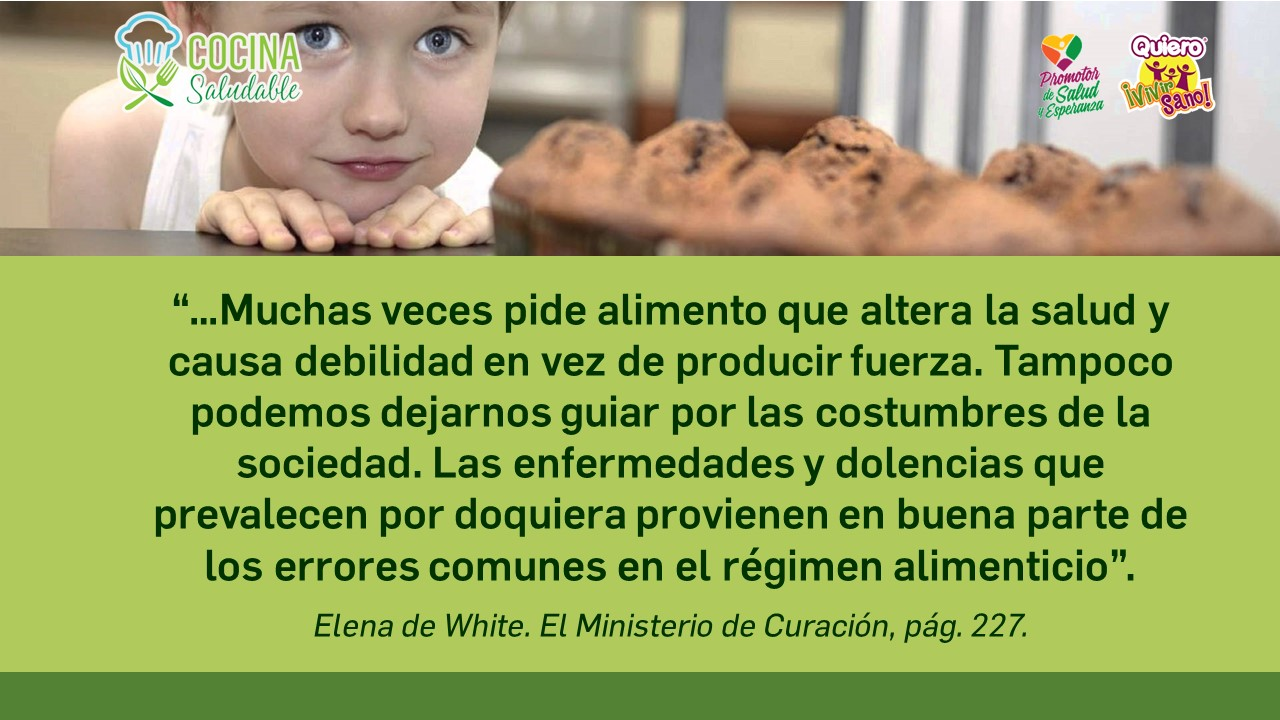 COCINA
Saludable
Promotor
de Salud
y Esperanza
Quiero
¡Vivir
Sano!
“...Muchas veces pide alimento que altera la salud y
causa debilidad en vez de producir fuerza. Tampoco
podemos dejarnos guiar por las costumbres de la
sociedad. Las enfermedades y dolencias que
prevalecen por doquiera provienen en buena parte de
los errores comunes en el régimen alimenticio”.
Elena de White. El Ministerio de Curación, pág. 227.